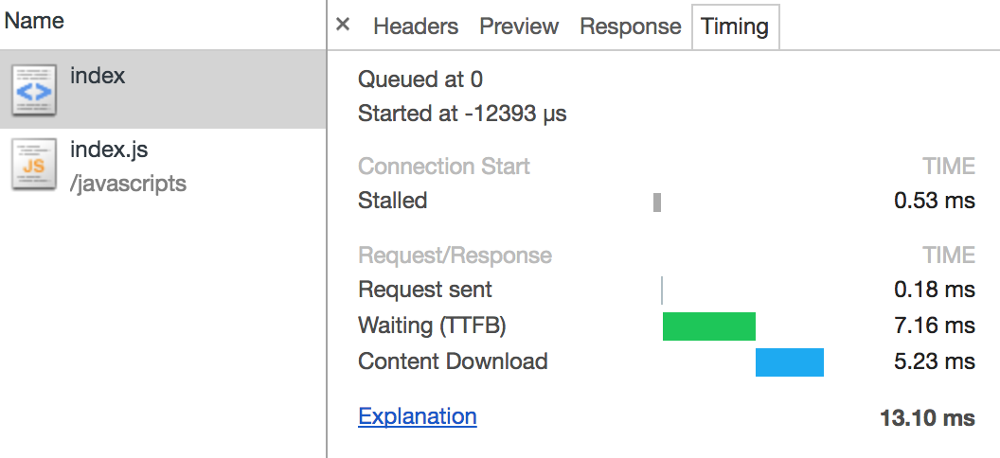 Name
× Headers Preview Response Timing
index
index.js
/javascripts
Queued at 0
Started at -12393 µs
Connection Start TIME
Stalled 0.53 ms
Request/Response TIME
Request sent 0.18 ms
Waiting (TTFB) 7.16 ms
Content Download 5.23 ms
Explanation 13.10 ms
JS